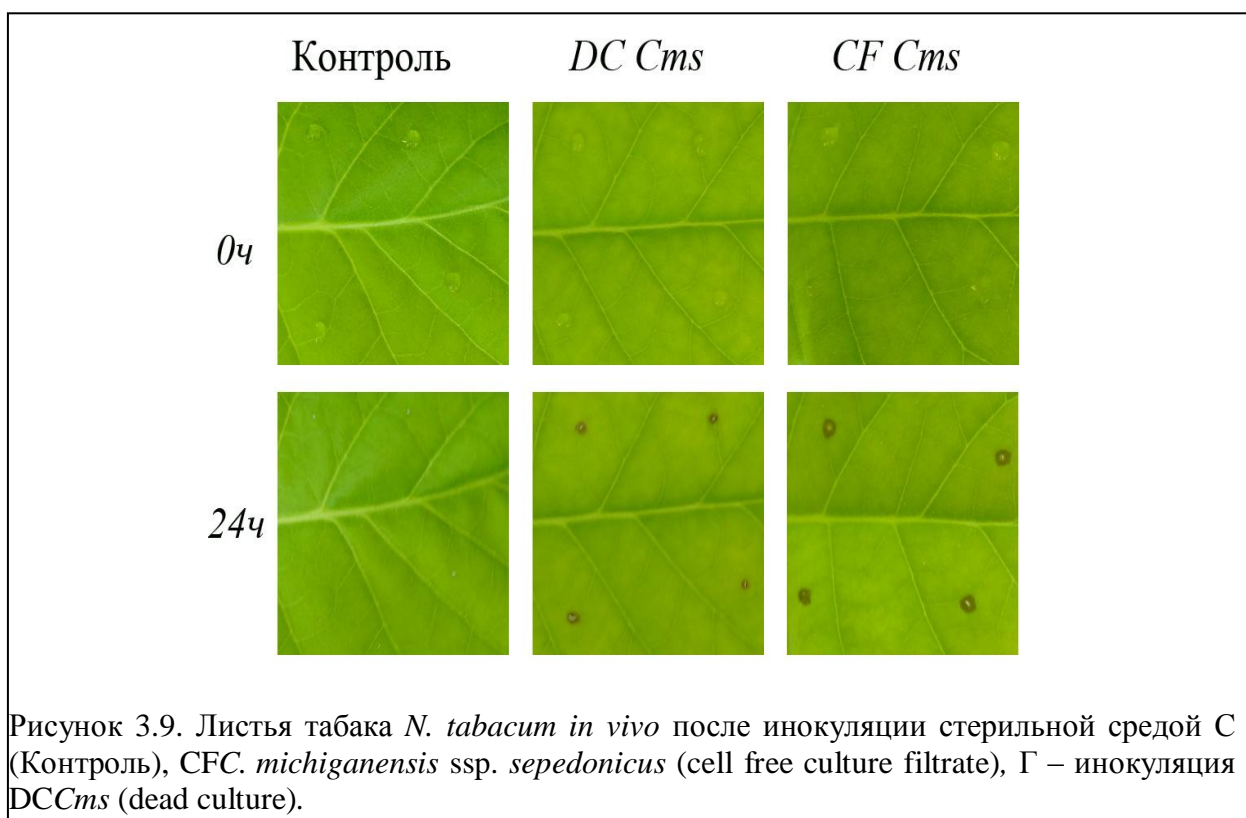 Контроль DC Cms CF Cms
0ч
24ч
Рисунок 3.9. Листья табака N. tabacum in vivo после инокуляции стерильной средой С
(Контроль), CFC. michiganensis ssp. sepedonicus (cell free culture filtrate), Г – инокуляция
DCCms (dead culture).